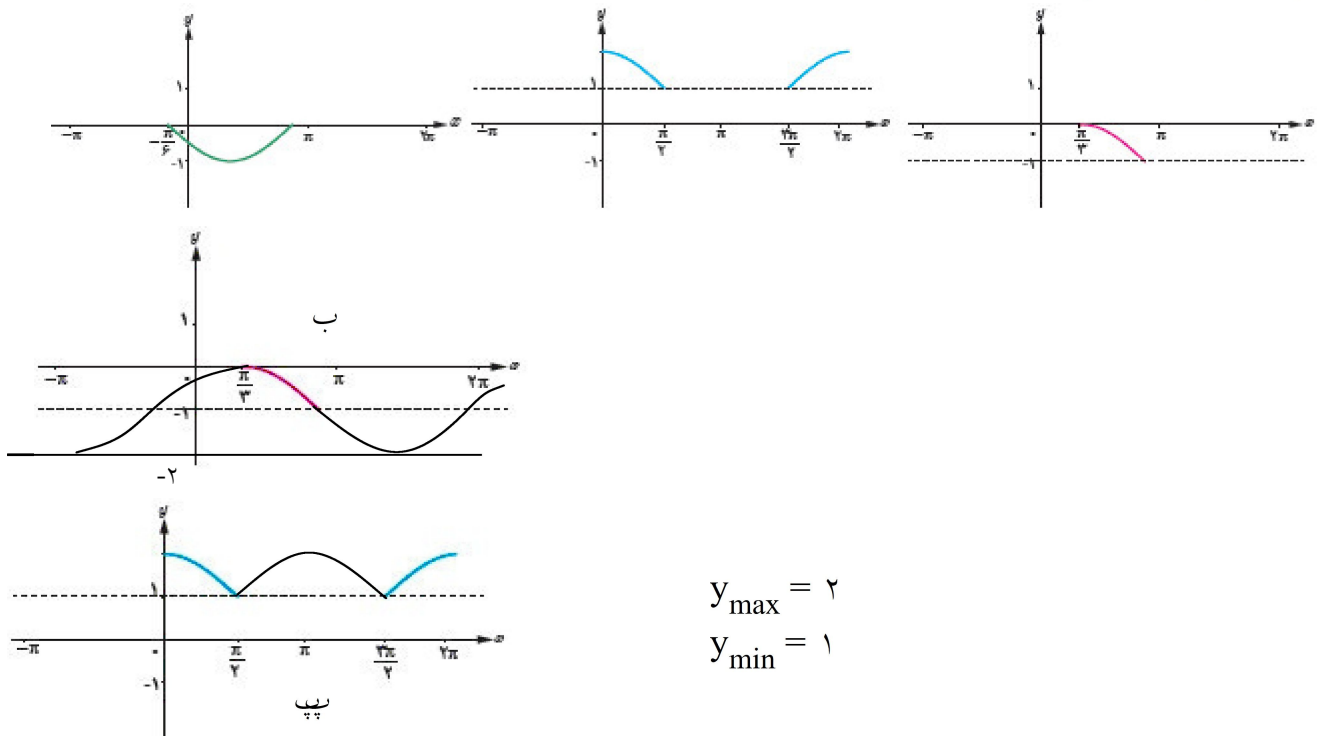 y
۱
−π
−π/۶
۰
π
۲π
x
−۱
y
۱
−π
۰
π/۲
π
۳π/۲
۲π
x
−۱
y
۱
−π
۰
π/۳
π
۲π
x
−۱
y
ب
۱
−π
۰
π/۳
π
۲π
x
−۱
-۲
y
۱
−π
۰
π/۲
π
۳π/۲
۲π
x
−۱
پ
y_max = ۲
y_min = ۱